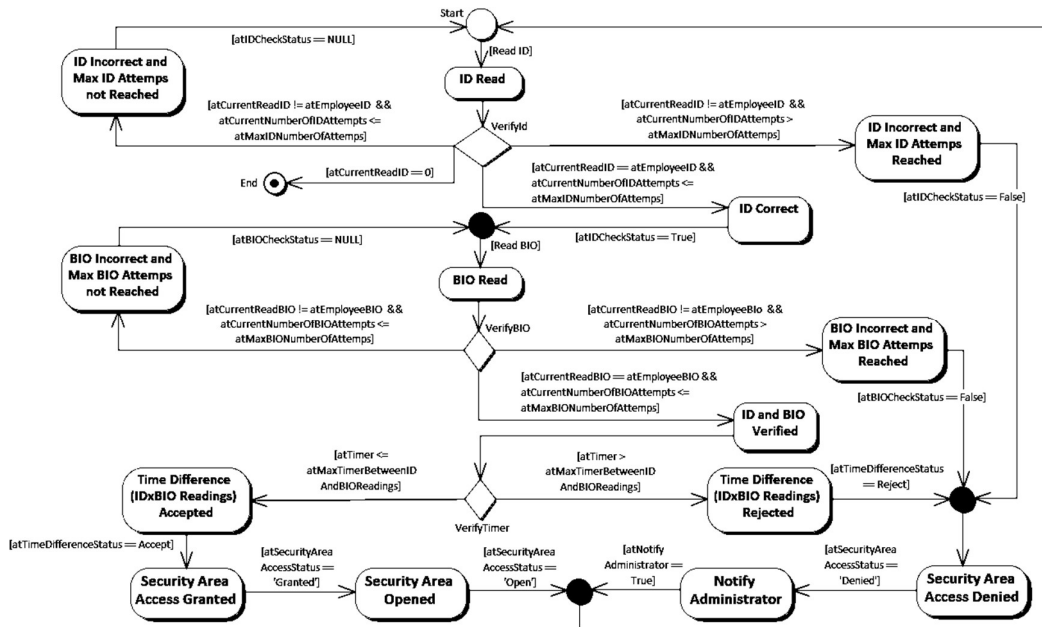 Start
[atIDCheckStatus == NULL]
[Read ID]
ID Incorrect and
Max ID Attemps
not Reached
ID Read
[atCurrentReadID != atEmployeeID &&
atCurrentNumberOfIDAttempts <=
atMaxIDNumberOfAttemps]
VerifyId
[atCurrentReadID != atEmployeeID &&
atCurrentNumberOfIDAttempts >
atMaxIDNumberOfAttemps]
ID Incorrect and
Max ID Attemps
Reached
End
[atCurrentReadID == 0]
[atCurrentReadID == atEmployeeID &&
atCurrentNumberOfIDAttempts <=
atMaxIDNumberOfAttemps]
ID Correct
[atIDCheckStatus == False]
[atBIOCheckStatus == NULL]
[Read BIO]
[atIDCheckStatus == True]
BIO Incorrect and
Max BIO Attemps
not Reached
BIO Read
[atCurrentReadBIO != atEmployeeBIO &&
atCurrentNumberOfBIOAttempts <=
atMaxBIONumberOfAttemps]
VerifyBIO
[atCurrentReadBIO != atEmployeeBIo &&
atCurrentNumberOfBIOAttempts >
atMaxBIONumberOfAttemps]
BIO Incorrect and
Max BIO Attemps
Reached
[atCurrentReadBIO == atEmployeeBIO &&
atCurrentNumberOfBIOAttempts <=
atMaxBIONumberOfAttemps]
[atBIOCheckStatus == False]
ID and BIO
Verified
[atTimer <=
atMaxTimerBetweenID
AndBIOReadings]
[atTimer >
atMaxTimerBetweenID
AndBIOReadings]
Time Difference
(IDxBIO Readings)
Accepted
VerifyTimer
Time Difference
(IDxBIO Readings)
Rejected
[atTimeDifferenceStatus
== Reject]
[atTimeDifferenceStatus == Accept]
Security Area
Access Granted
[atSecurityArea
AccessStatus ==
'Granted']
Security Area
Opened
[atSecurityArea
AccessStatus ==
'Open']
[atNotify
Administrator ==
True]
Notify
Administrator
[atSecurityArea
AccessStatus ==
'Denied']
Security Area
Access Denied